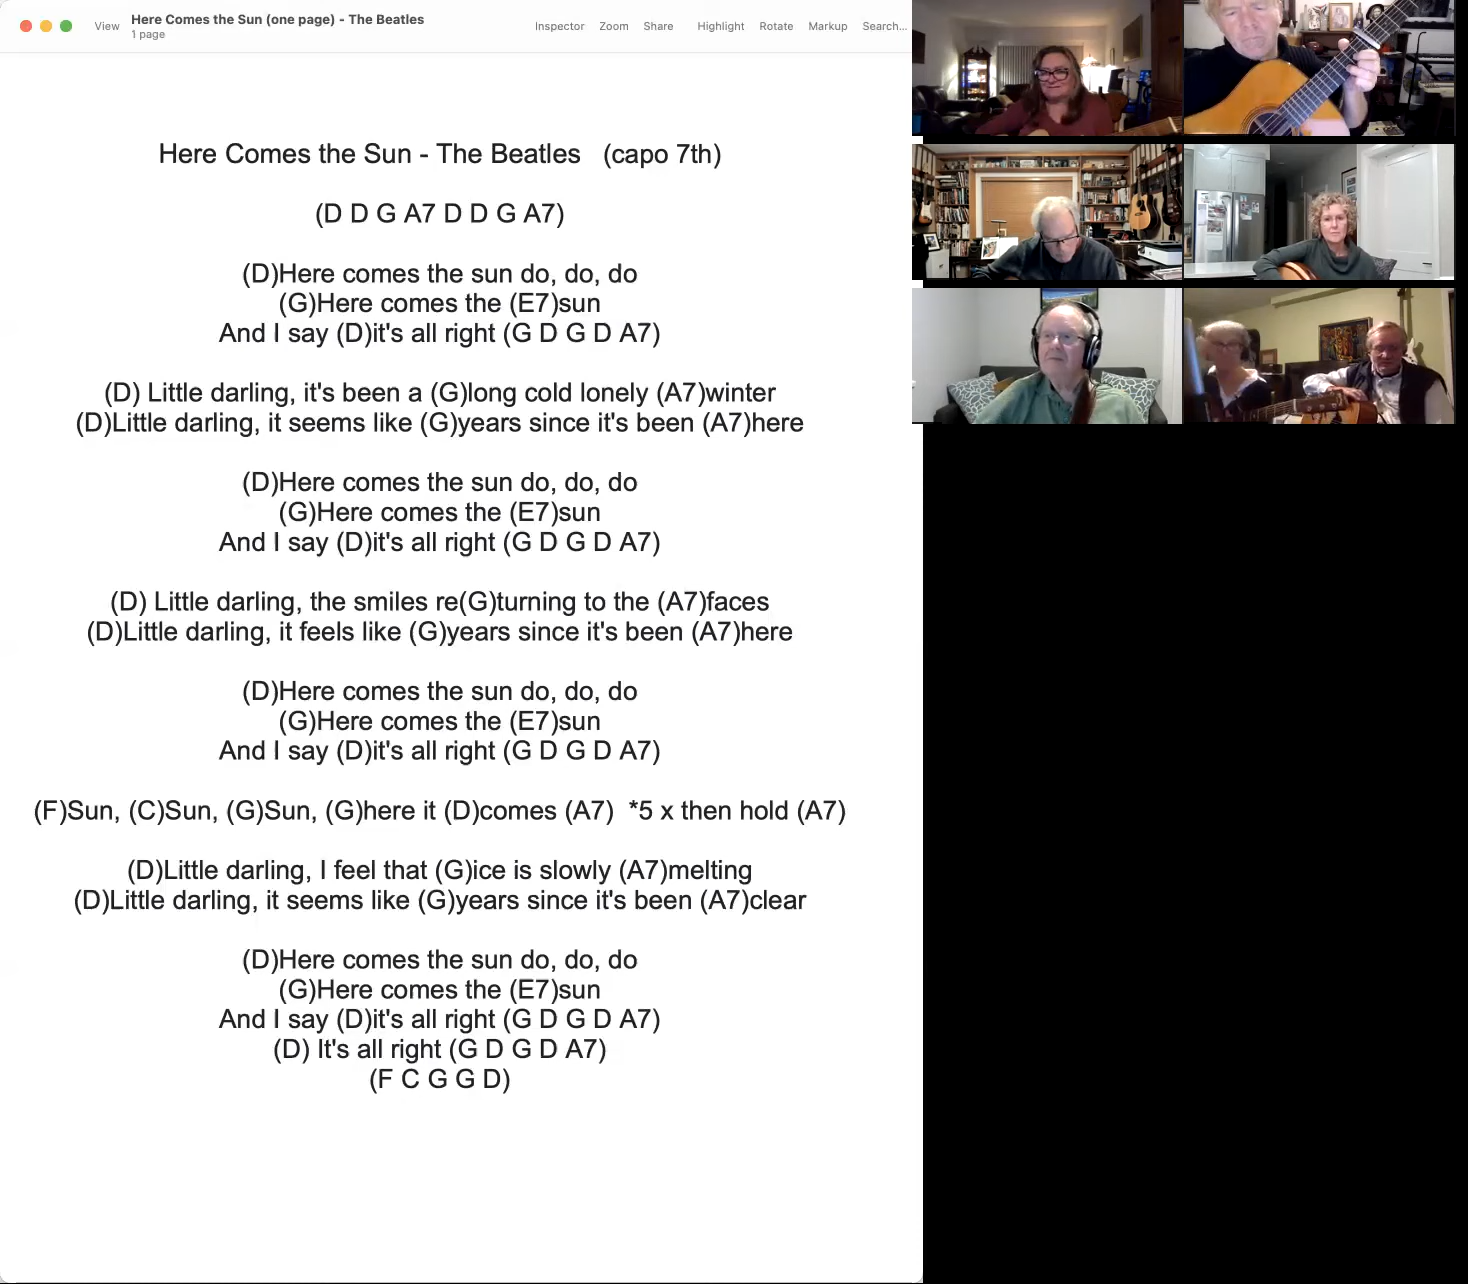 View
Here Comes the Sun (one page) - The Beatles
1 page
Inspector Zoom Share Highlight Rotate Markup Search...
Here Comes the Sun - The Beatles (capo 7th)
(D D G A7 D D G A7)
(D)Here comes the sun do, do, do
(G)Here comes the (E7)sun
And I say (D)it's all right (G D G D A7)
(D) Little darling, it's been a (G)long cold lonely (A7)winter
(D)Little darling, it seems like (G)years since it's been (A7)here
(D)Here comes the sun do, do, do
(G)Here comes the (E7)sun
And I say (D)it's all right (G D G D A7)
(D) Little darling, the smiles re(G)turning to the (A7)faces
(D)Little darling, it feels like (G)years since it's been (A7)here
(D)Here comes the sun do, do, do
(G)Here comes the (E7)sun
And I say (D)it's all right (G D G D A7)
(F)Sun, (C)Sun, (G)Sun, (G)here it (D)comes (A7) *5 x then hold (A7)
(D)Little darling, I feel that (G)ice is slowly (A7)melting
(D)Little darling, it seems like (G)years since it's been (A7)clear
(D)Here comes the sun do, do, do
(G)Here comes the (E7)sun
And I say (D)it's all right (G D G D A7)
(D) It's all right (G D G D A7)
(F C G G D)